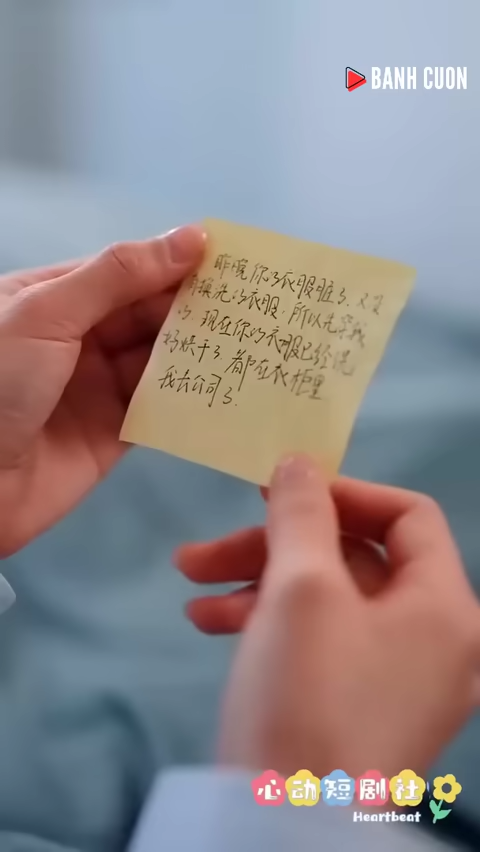 BANH CUON
昨晚你的衣服脏了,又没
有换洗的衣服,所以先穿我
的,现在你的衣服已经洗
好烘干了,都在衣柜里
我去公司了.
心动短剧社
Heartbeat